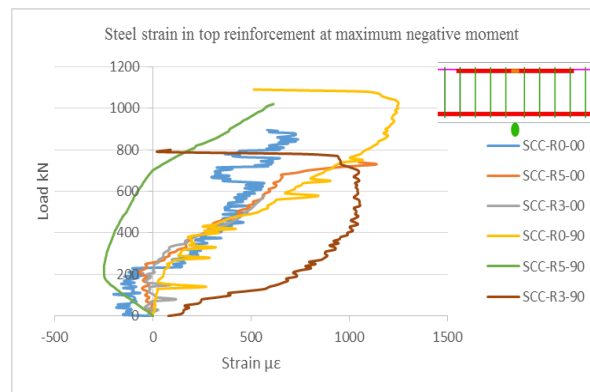 Steel strain in top reinforcement at maximum negative moment
1200
1000
800
600
400
200
0
-500
0
500
1000
1500
Load kN
Strain µε
SCC-R0-00
SCC-R5-00
SCC-R3-00
SCC-R0-90
SCC-R5-90
SCC-R3-90